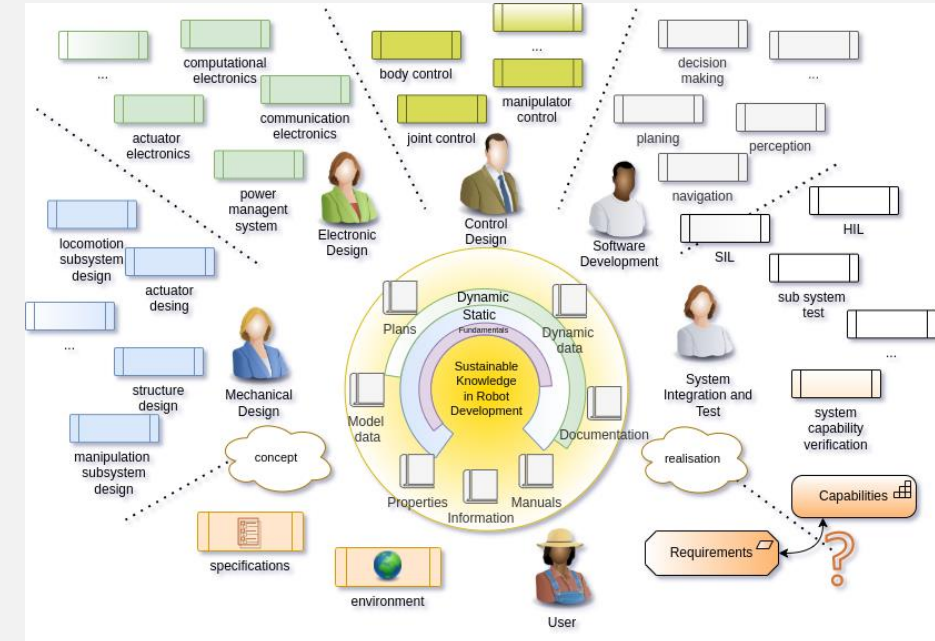 ...
computational
electronics
actuator
electronics
communication
electronics
power
managent
system
Electronic
Design
body control
...
joint control
manipulator
control
Control
Design
decision
making
...
planing
perception
navigation
Software
Development
locomotion
subsystem
design
actuator
desing
...
structure
design
manipulation
subsystem
design
Mechanical
Design
SIL
HIL
sub system
test
...
system
capability
verification
System
Integration and
Test
Plans
Dynamic
Static
Fundamentals
Dynamic
data
Sustainable
Knowledge
in Robot
Development
Model
data
Documentation
Properties
Information
Manuals
concept
realisation
specifications
environment
User
Requirements
Capabilities
?